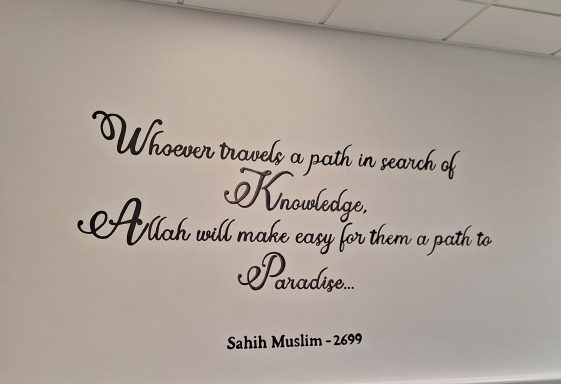 Whoever travels a path in search of
Knowledge,
Allah will make easy for them a path to
Paradise...
Sahih Muslim - 2699